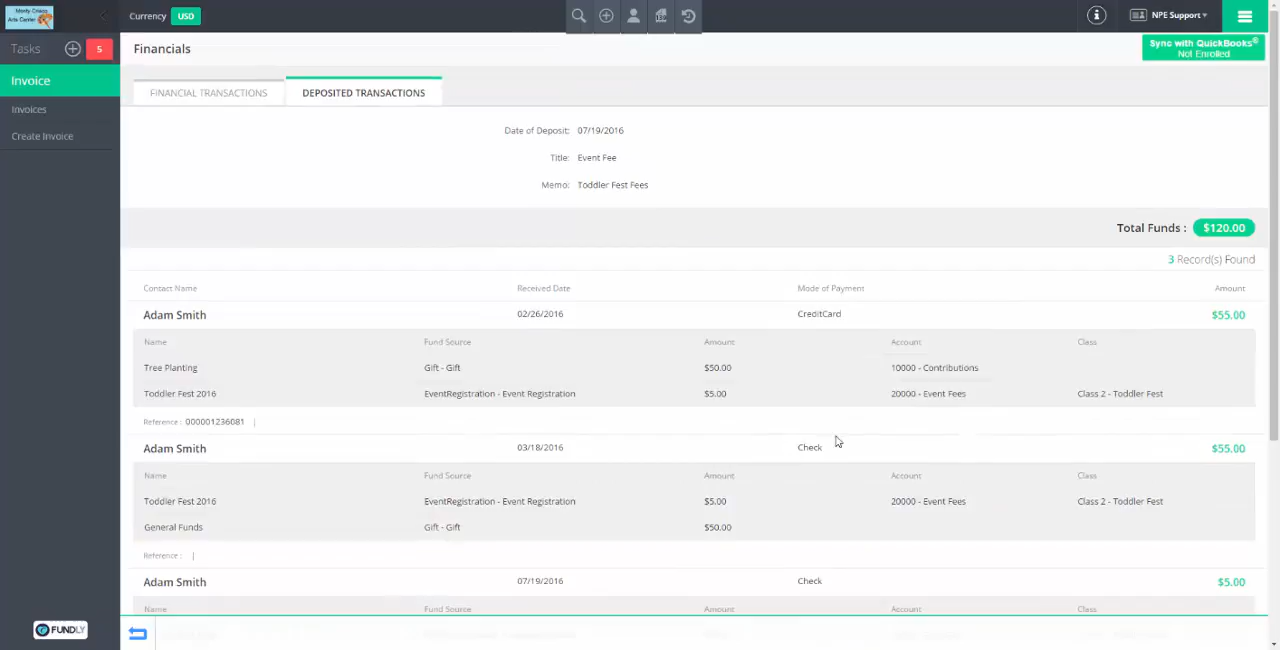 Monty Crisco
Arts Center
Currency USD
NPE Support
Tasks 5
Financials
Sync with QuickBooks®
Not Enrolled
Invoice
Invoices
Create Invoice
FINANCIAL TRANSACTIONS DEPOSITED TRANSACTIONS
Date of Deposit: 07/19/2016
Title: Event Fee
Memo: Toddler Fest Fees
Total Funds : $120.00
3 Record(s) Found
Contact Name Received Date Mode of Payment Amount
Adam Smith 02/26/2016 CreditCard $55.00
Name Fund Source Amount Account Class
Tree Planting Gift - Gift $50.00 10000 - Contributions
Toddler Fest 2016 EventRegistration - Event Registration $5.00 20000 - Event Fees Class 2 - Toddler Fest
Reference : 000001236081 |
Adam Smith 03/18/2016 Check $55.00
Name Fund Source Amount Account Class
Toddler Fest 2016 EventRegistration - Event Registration $5.00 20000 - Event Fees Class 2 - Toddler Fest
General Funds Gift - Gift $50.00
Reference : |
Adam Smith 07/19/2016 Check $5.00
Name Fund Source Amount Account Class
FUNDLY